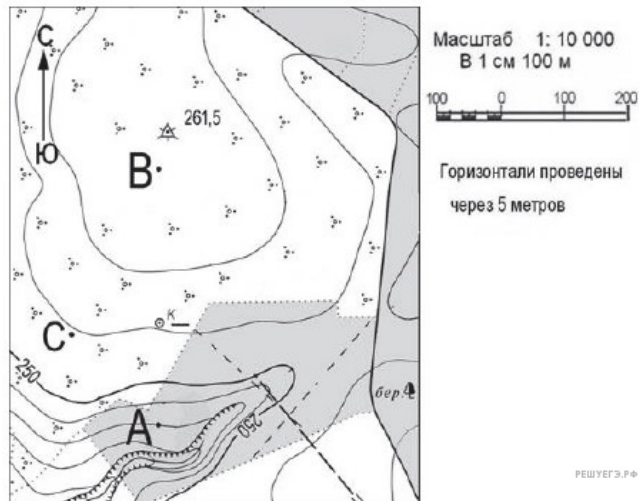 С
Ю
261,5
В
К
С
250
А
250
бер.
Масштаб 1: 10 000
В 1 см 100 м
100 0 100 200
Горизонтали проведены
через 5 метров
РЕШУЕГЭ.РФ